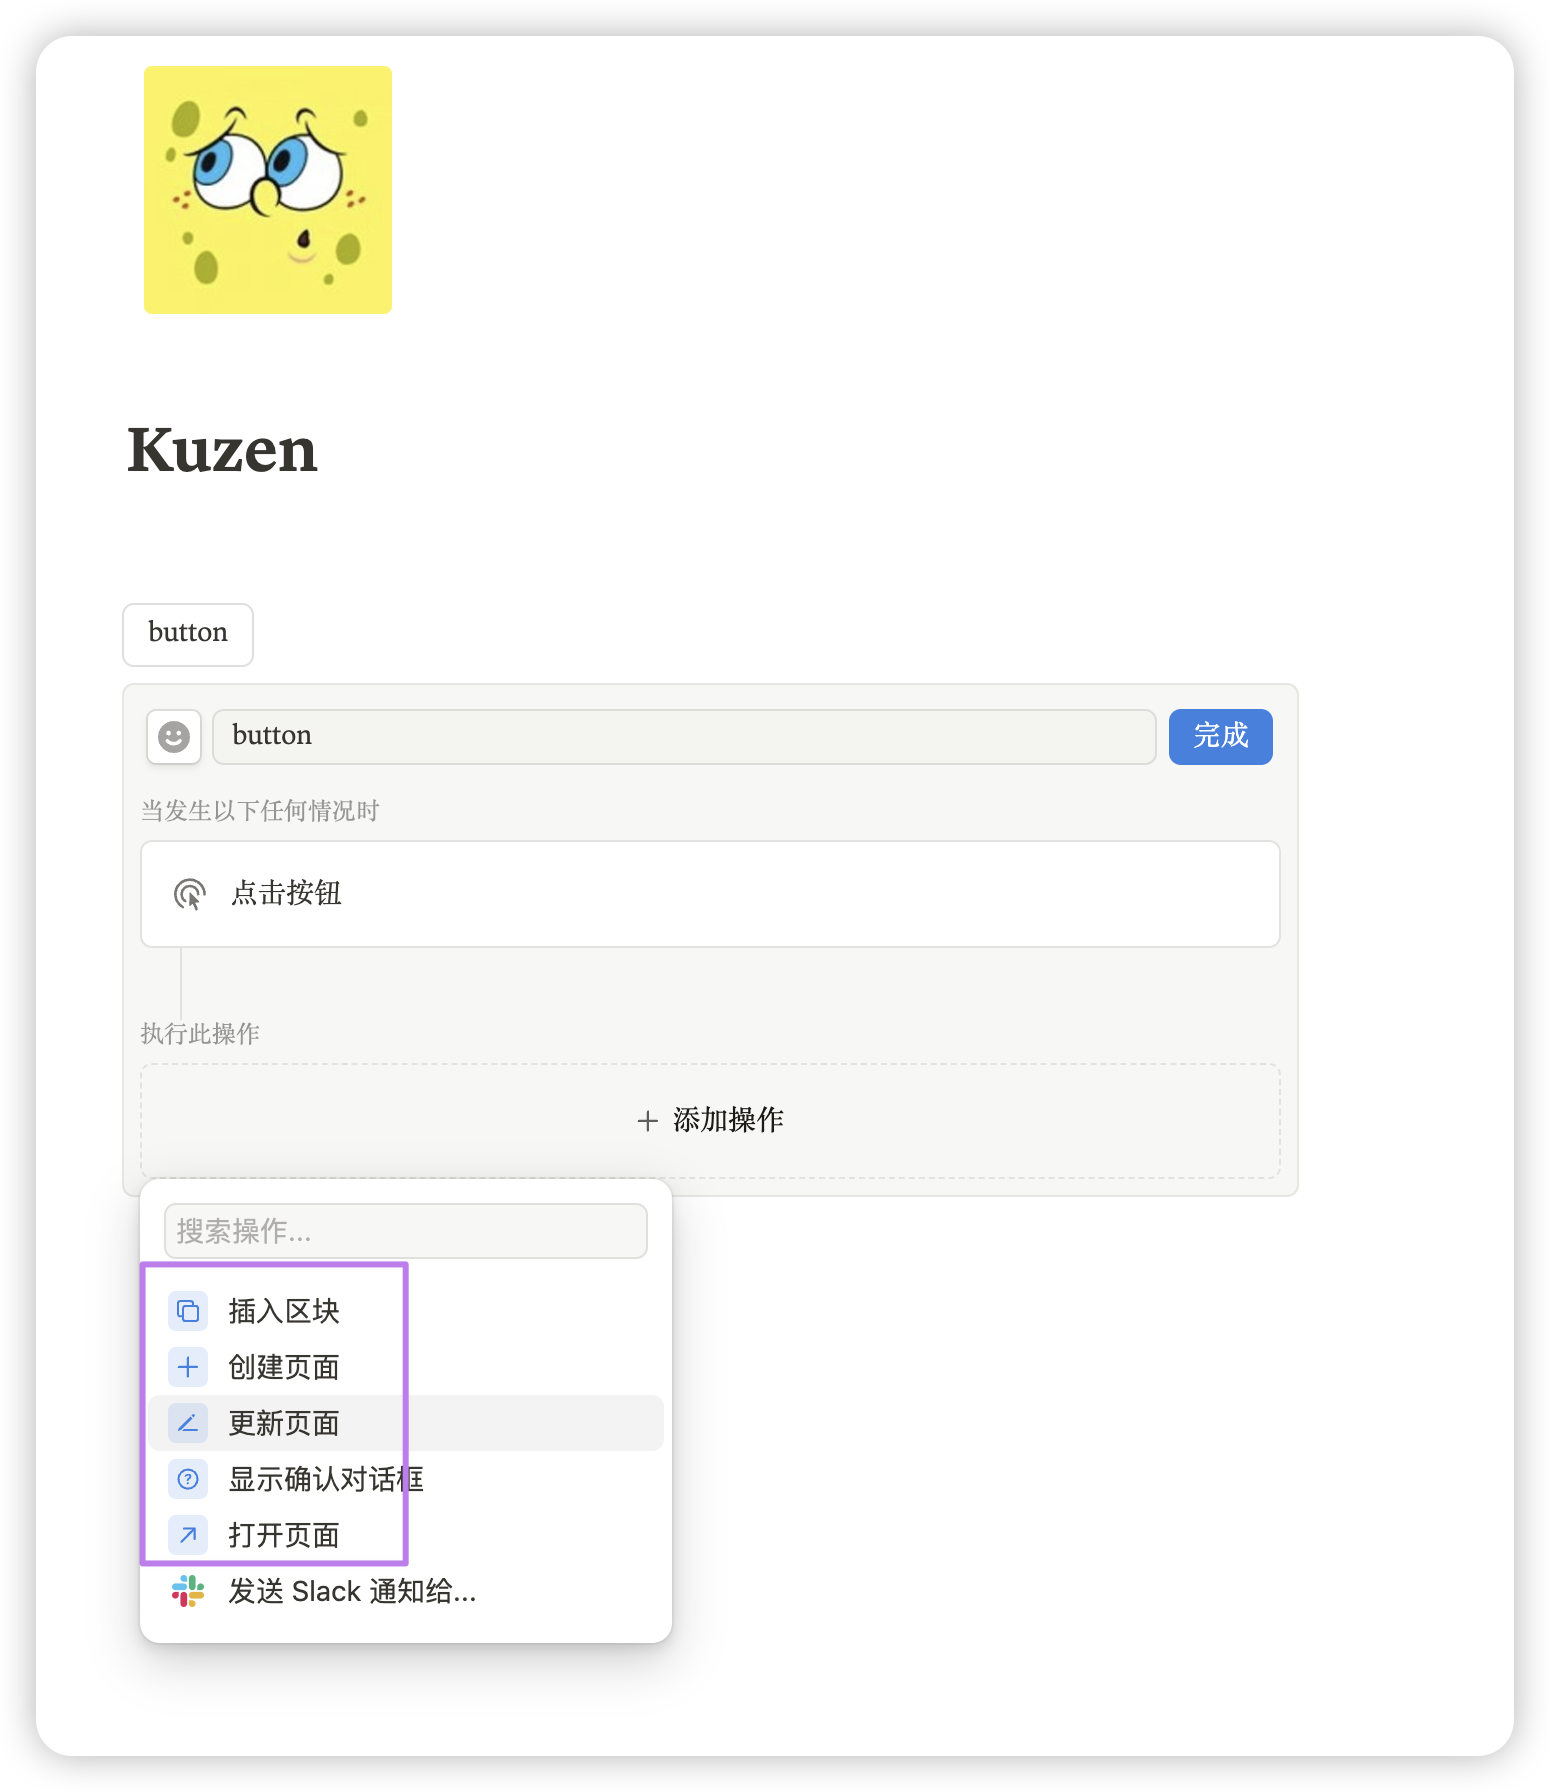 Kuzen
button
button
完成
当发生以下任何情况时
点击按钮
执行此操作
+ 添加操作
搜索操作...
插入区块
创建页面
更新页面
显示确认对话框
打开页面
发送 Slack 通知给...